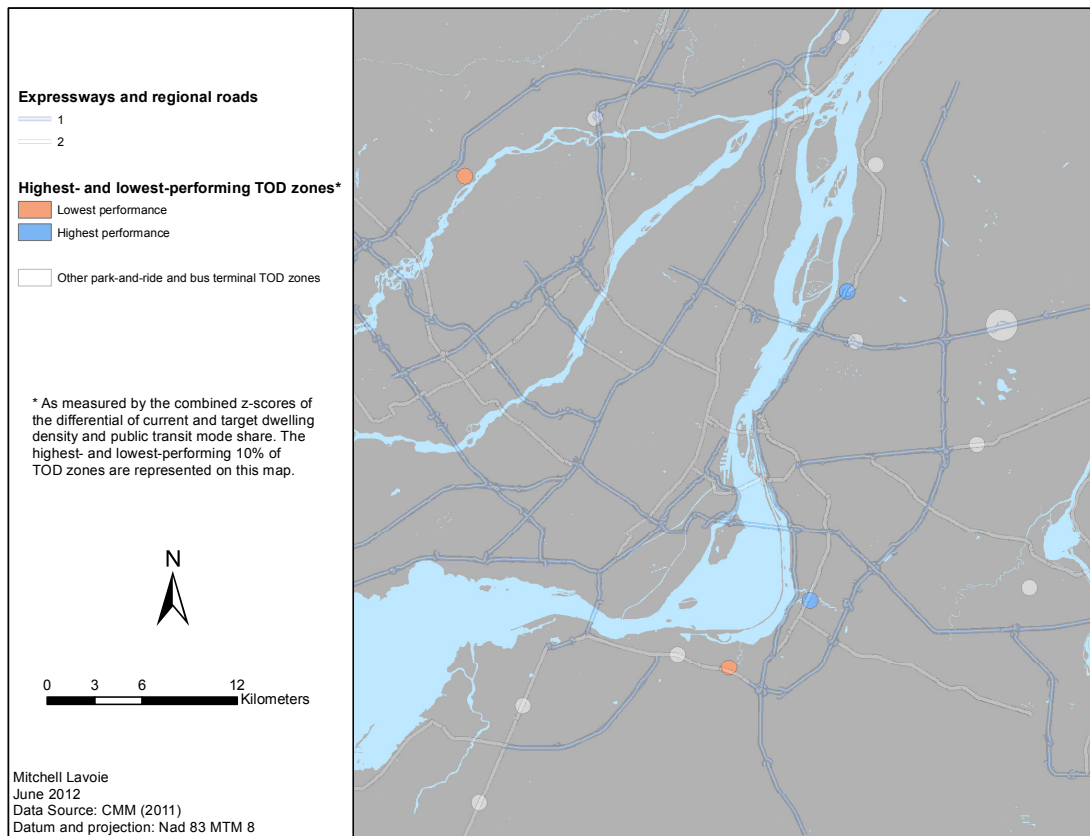 Expressways and regional roads
1
2
Highest- and lowest-performing TOD zones*
Lowest performance
Highest performance
Other park-and-ride and bus terminal TOD zones
* As measured by the combined z-scores of
the differential of current and target dwelling
density and public transit mode share. The
highest- and lowest-performing 10% of
TOD zones are represented on this map.
N
0 3 6 12
Kilometers
Mitchell Lavoie
June 2012
Data Source: CMM (2011)
Datum and projection: Nad 83 MTM 8